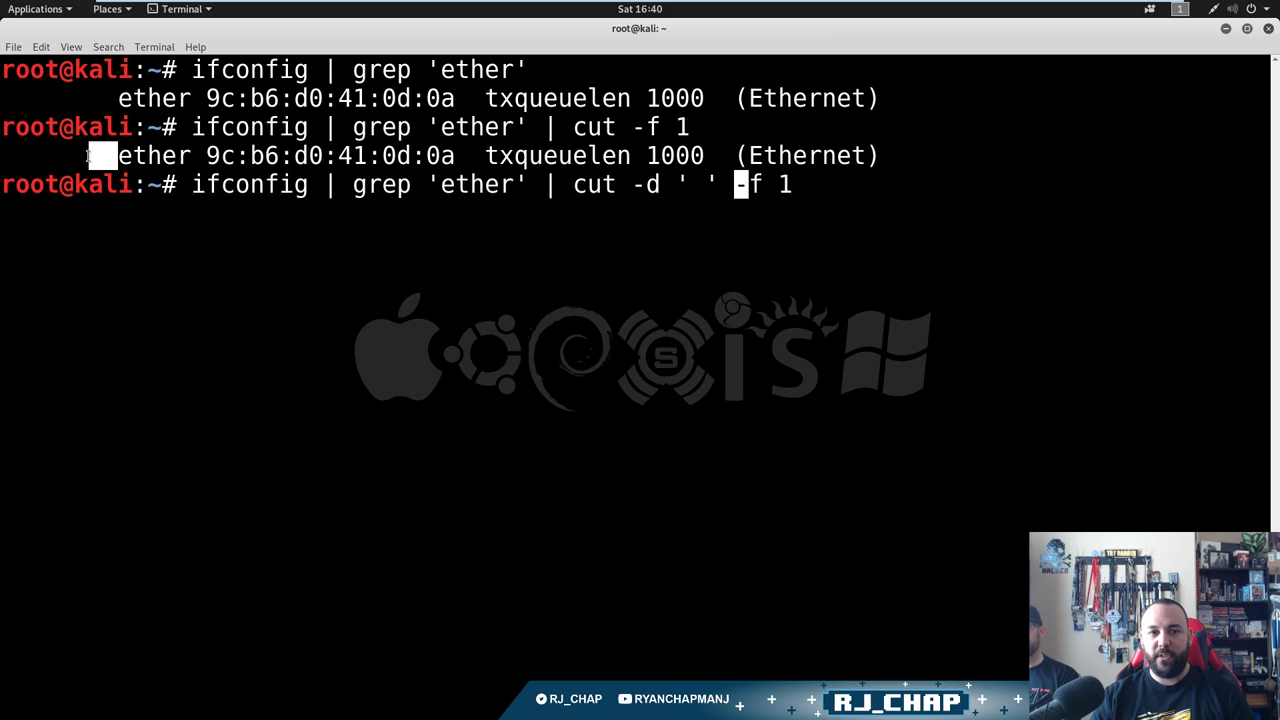 Applications Places Terminal Sat 16:40 1
root@kali: ~
File Edit View Search Terminal Help
root@kali:~# ifconfig | grep 'ether'
ether 9c:b6:d0:41:0d:0a txqueuelen 1000 (Ethernet)
root@kali:~# ifconfig | grep 'ether' | cut -f 1
ether 9c:b6:d0:41:0d:0a txqueuelen 1000 (Ethernet)
root@kali:~# ifconfig | grep 'ether' | cut -d ' ' -f 1
RJ_CHAP RYANCHAPMANJ RJ_CHAP